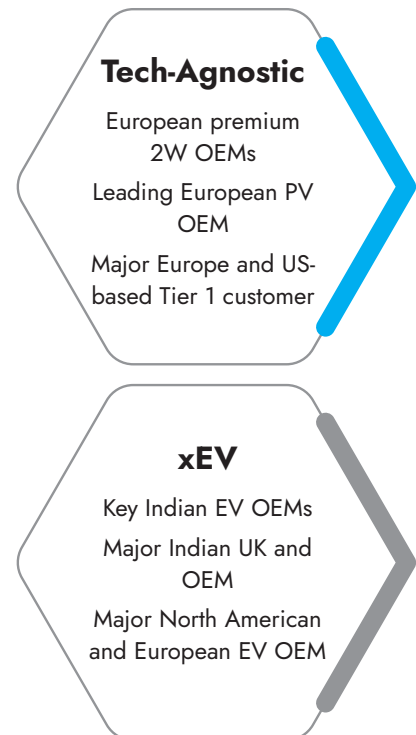 Tech-Agnostic
European premium
2W OEMs
Leading European PV
OEM
Major Europe and US-
based Tier 1 customer
xEV
Key Indian EV OEMs
Major Indian UK and
OEM
Major North American
and European EV OEM